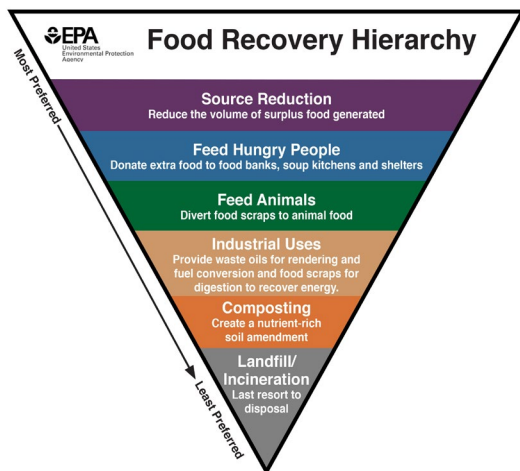 EPA
United States
Environmental Protection
Agency
Food Recovery Hierarchy
Most Preferred
Source Reduction
Reduce the volume of surplus food generated
Feed Hungry People
Donate extra food to food banks, soup kitchens and shelters
Feed Animals
Divert food scraps to animal food
Industrial Uses
Provide waste oils for rendering and
fuel conversion and food scraps for
digestion to recover energy.
Composting
Create a nutrient-rich
soil amendment
Landfill/
Incineration
Last resort to
disposal
Least Preferred